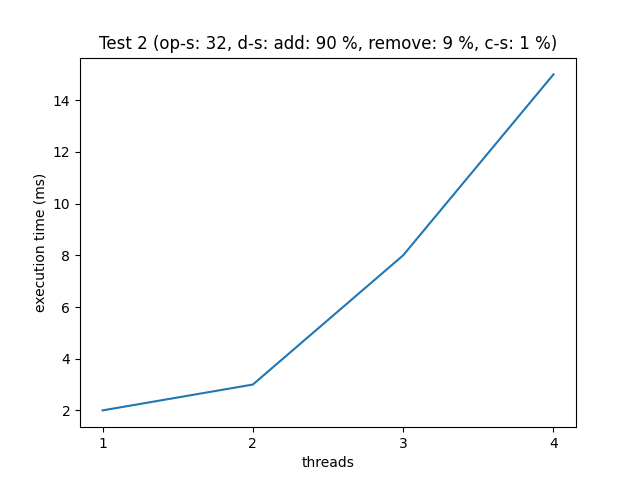 Test 2 (op-s: 32, d-s: add: 90 %, remove: 9 %, c-s: 1 %)
14
12
10
8
6
4
2
execution time (ms)
1 2 3 4
threads